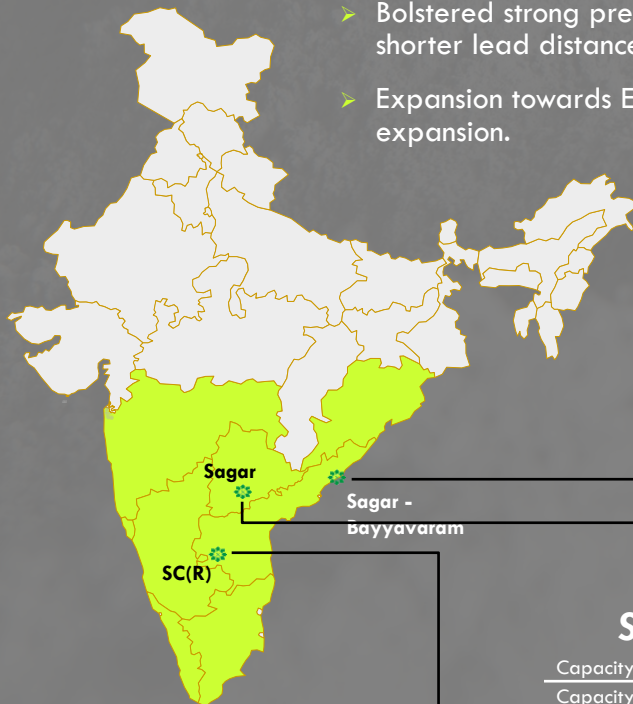 Bolstered strong pre
shorter lead distance
Expansion towards E
expansion.
Sagar
Sagar -
Bayyavaram
SC(R)
S
Capacity
Capacity